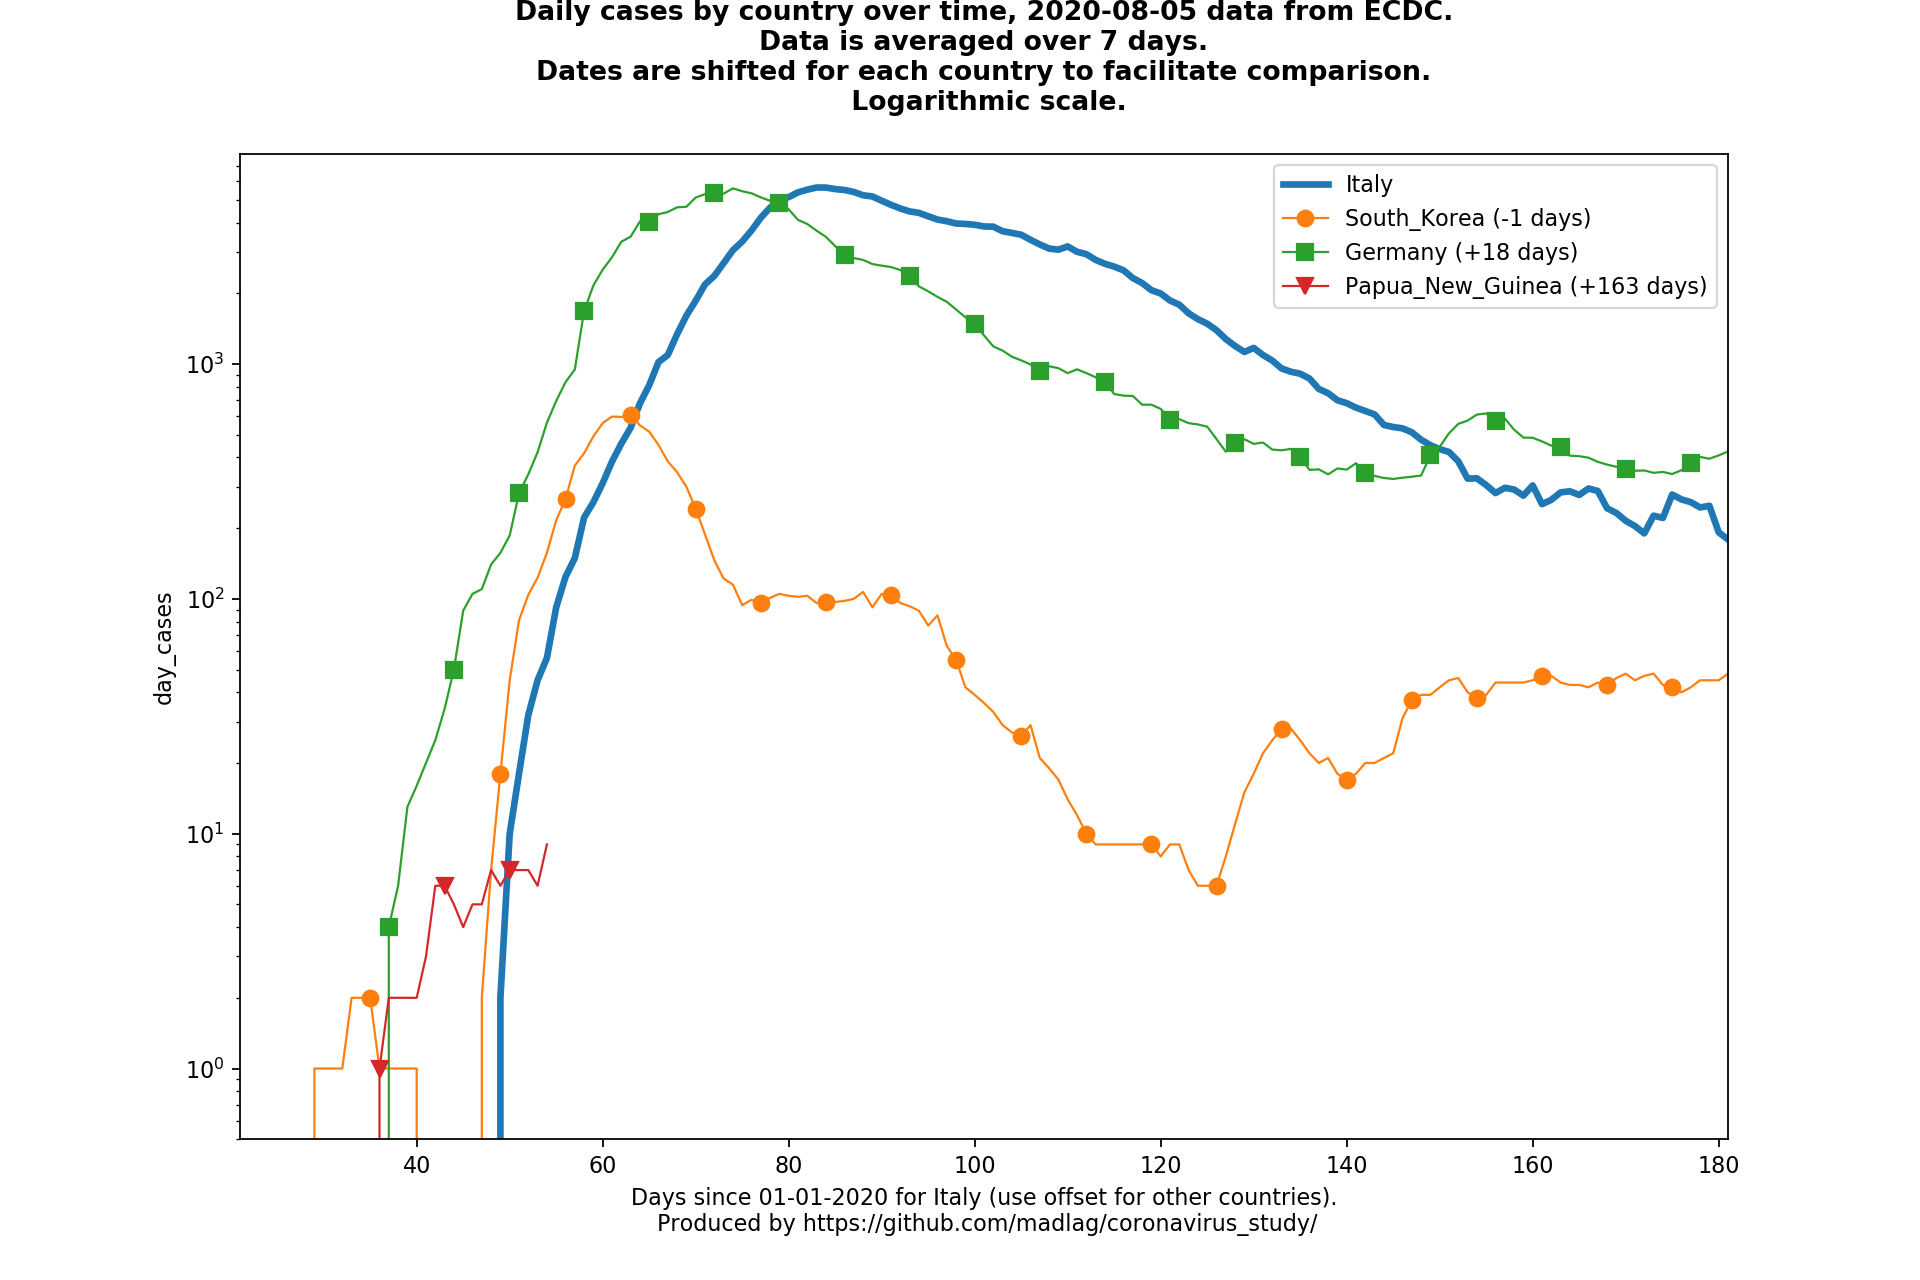 Daily cases by country over time, 2020-08-05 data from ECDC.
Data is averaged over 7 days.
Dates are shifted for each country to facilitate comparison.
Logarithmic scale.
Italy
South_Korea (-1 days)
Germany (+18 days)
Papua_New_Guinea (+163 days)
day_cases
10³
10²
10¹
10⁰
40 60 80 100 120 140 160 180
Days since 01-01-2020 for Italy (use offset for other countries).
Produced by https://github.com/madlag/coronavirus_study/